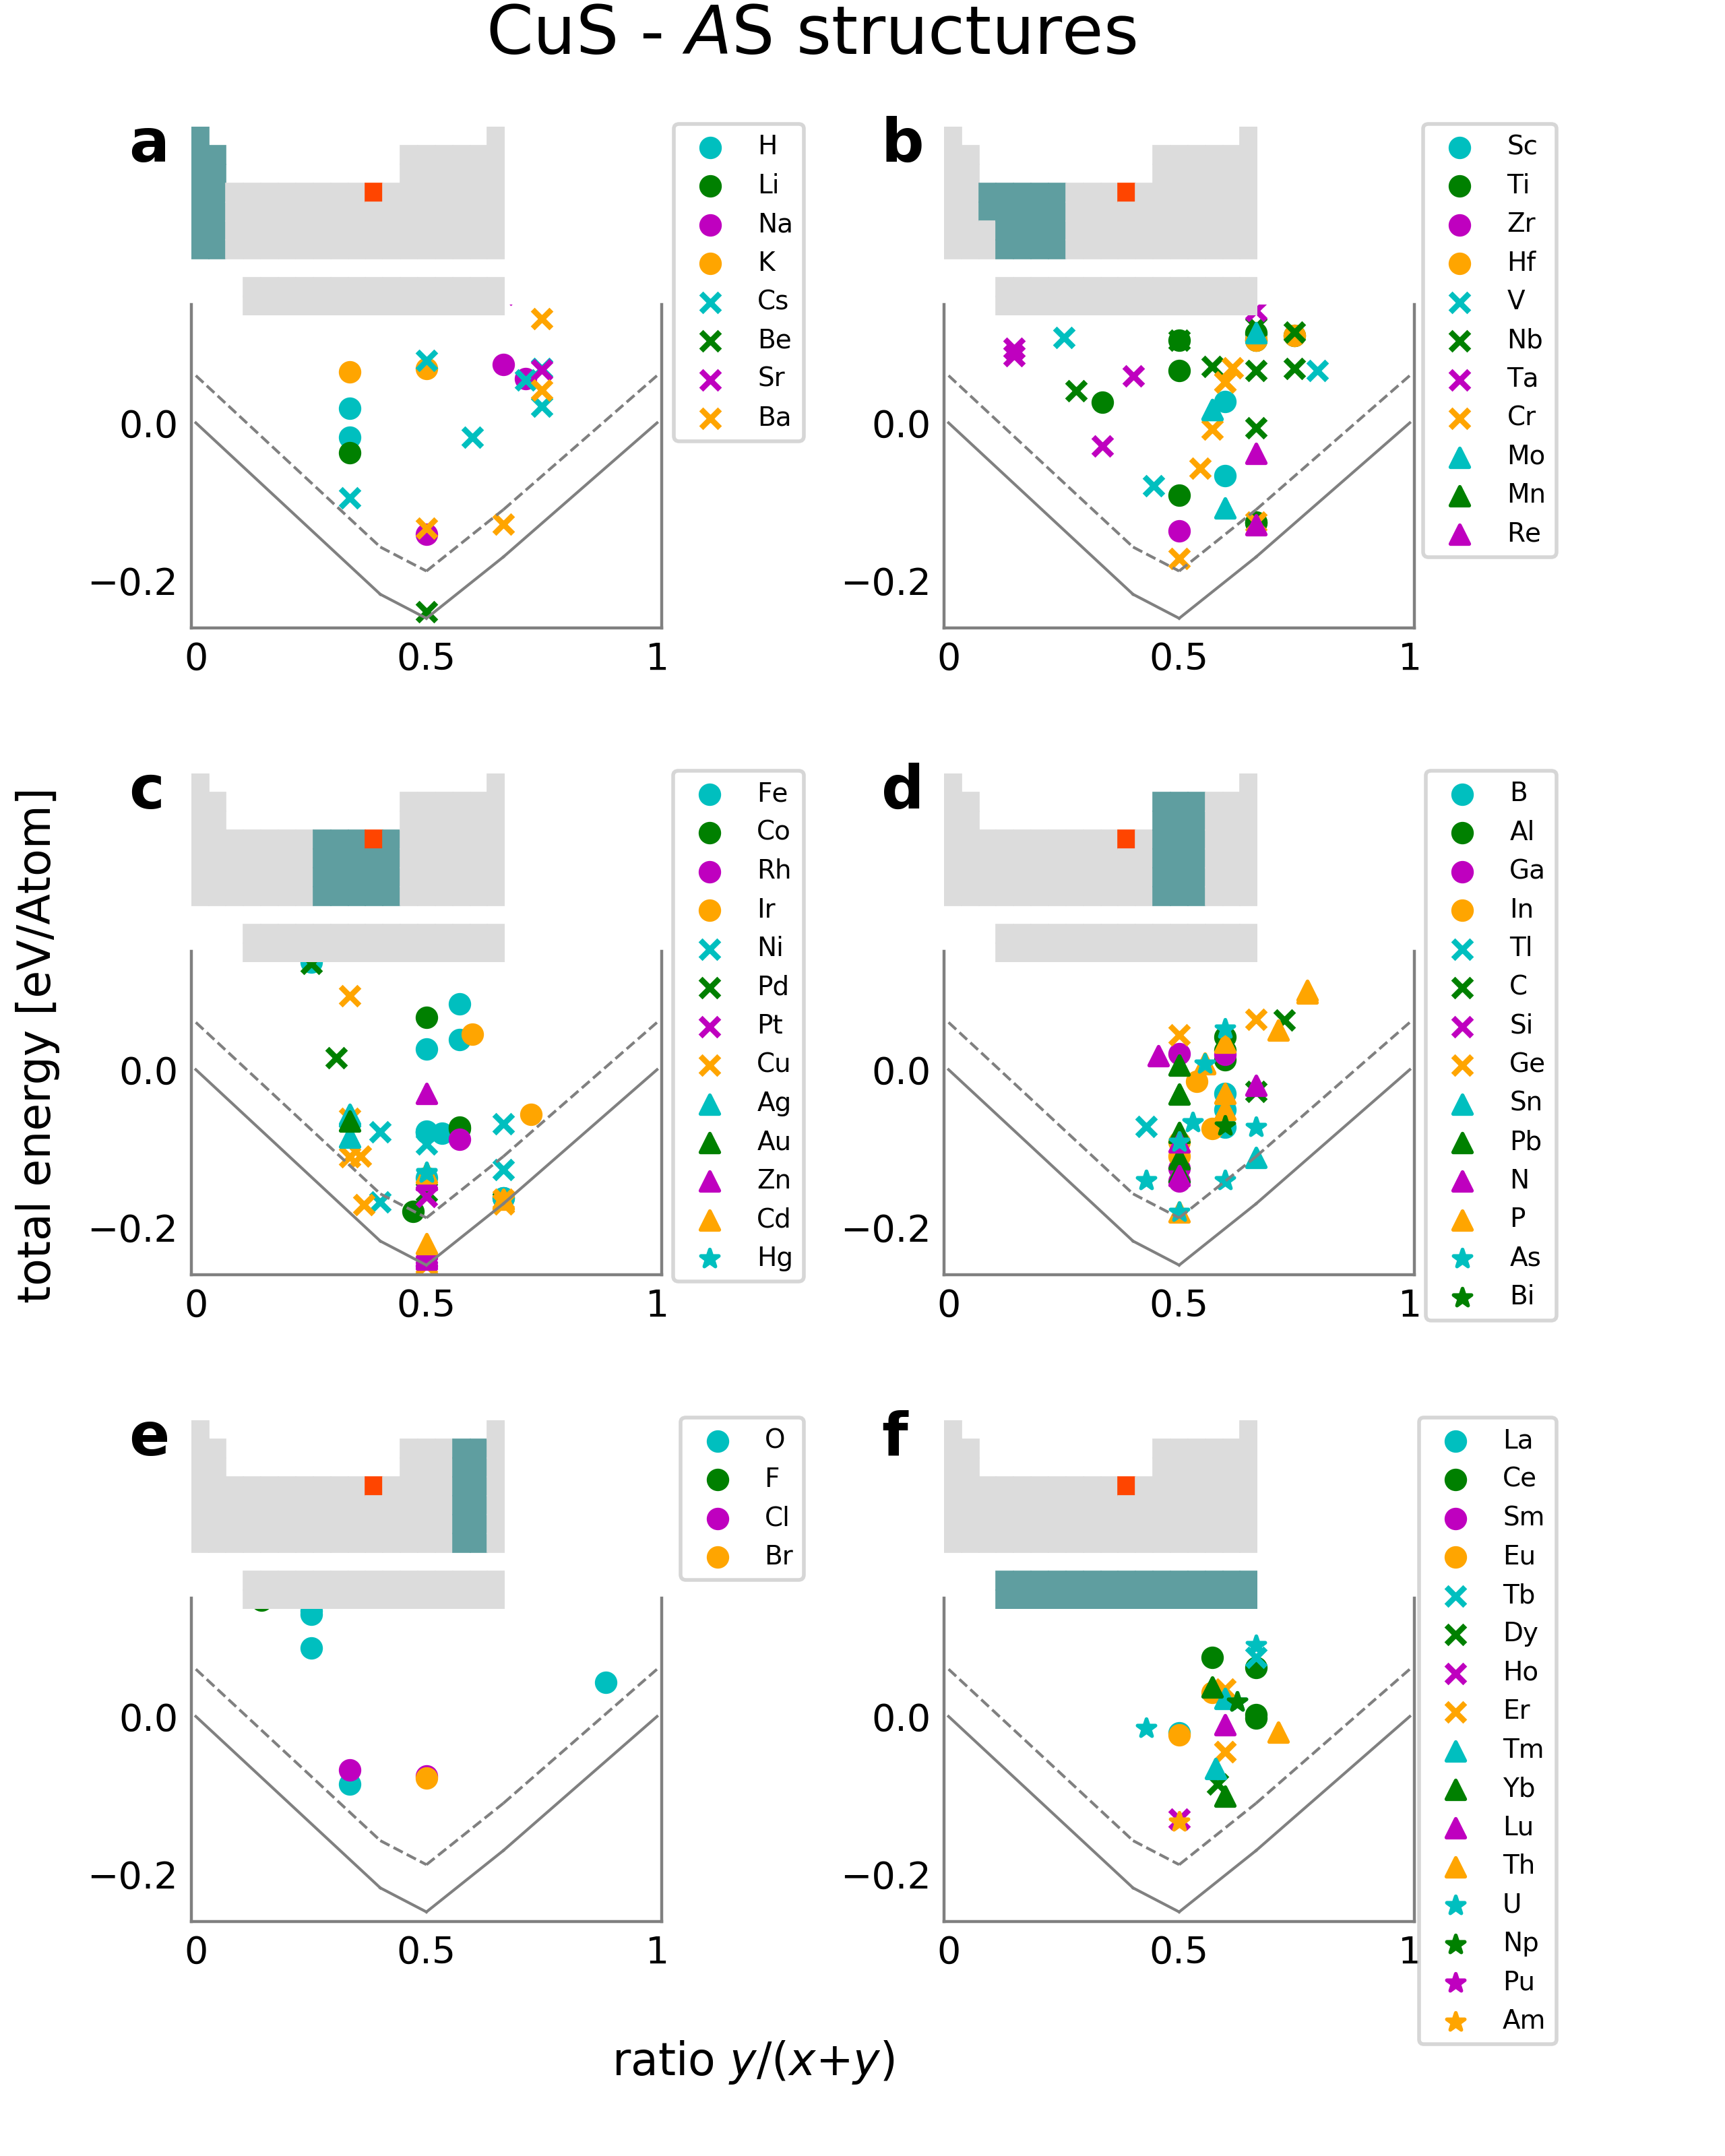 CuS - AS structures
a
H
Li
Na
K
Cs
Be
Sr
Ba
0.0
−0.2
0 0.5 1
b
Sc
Ti
Zr
Hf
V
Nb
Ta
Cr
Mo
Mn
Re
0.0
−0.2
0 0.5 1
total energy [eV/Atom]
c
Fe
Co
Rh
Ir
Ni
Pd
Pt
Cu
Ag
Au
Zn
Cd
Hg
0.0
−0.2
0 0.5 1
d
B
Al
Ga
In
Tl
C
Si
Ge
Sn
Pb
N
P
As
Bi
0.0
−0.2
0 0.5 1
e
O
F
Cl
Br
0.0
−0.2
0 0.5 1
f
La
Ce
Sm
Eu
Tb
Dy
Ho
Er
Tm
Yb
Lu
Th
U
Np
Pu
Am
0.0
−0.2
0 0.5 1
ratio y/(x+y)